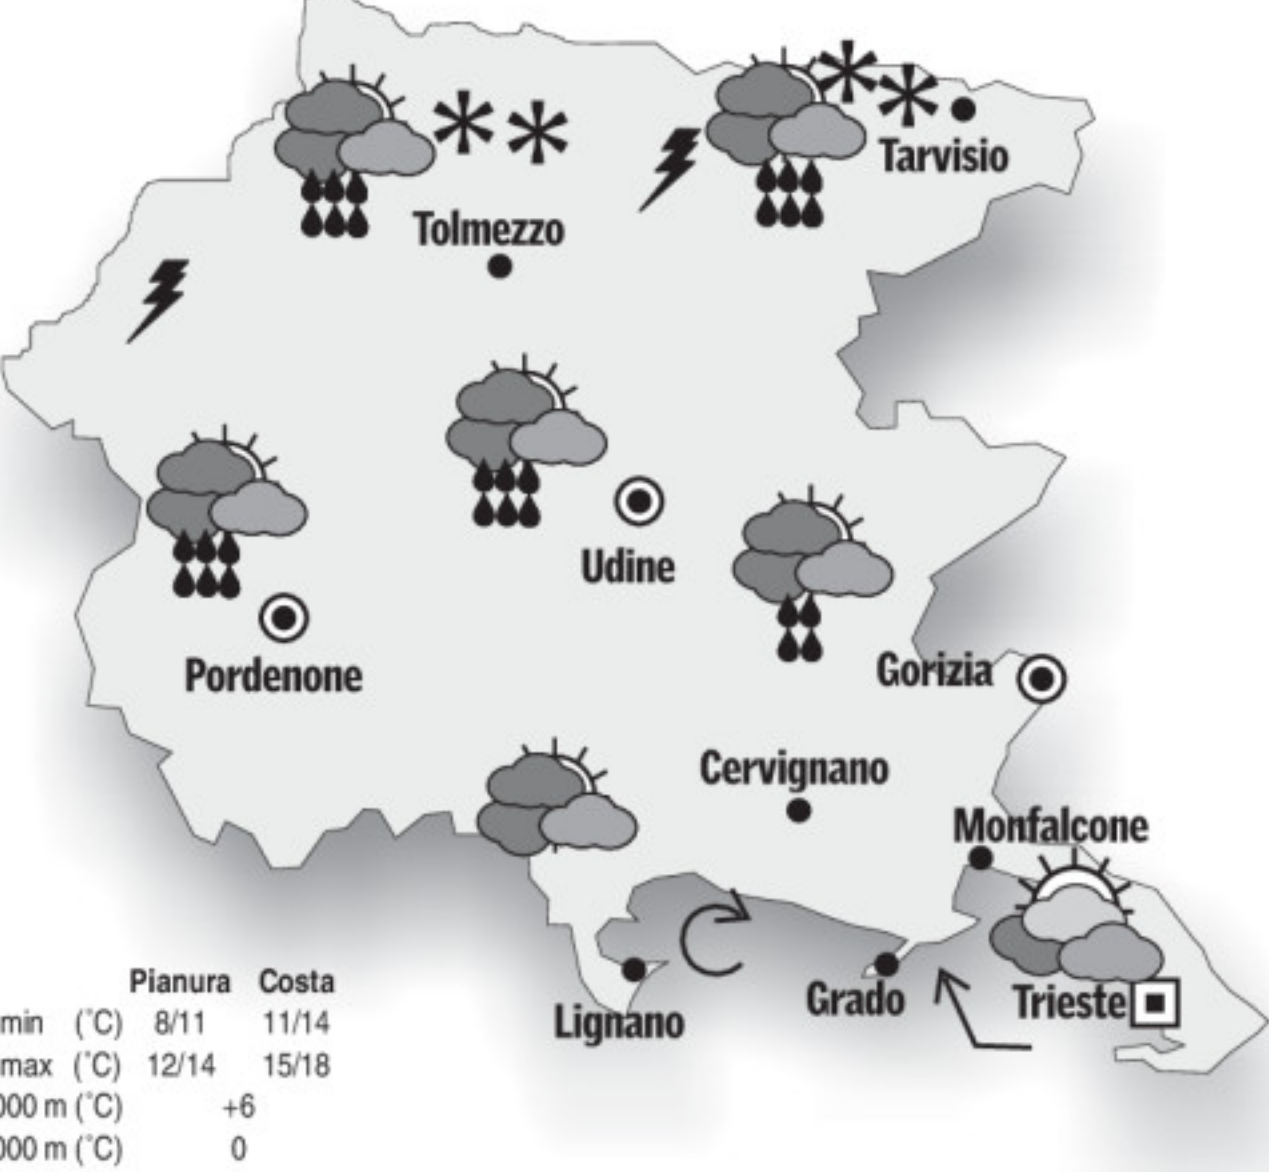 Tarvisio
Tolmezzo
Udine
Pordenone
Gorizia
Cervignano
Monfalcone
Trieste
Grado
Lignano
Pianura Costa
min (°C) 8/11 11/14
max (°C) 12/14 15/18
000 m (°C) +6
000 m (°C) 0